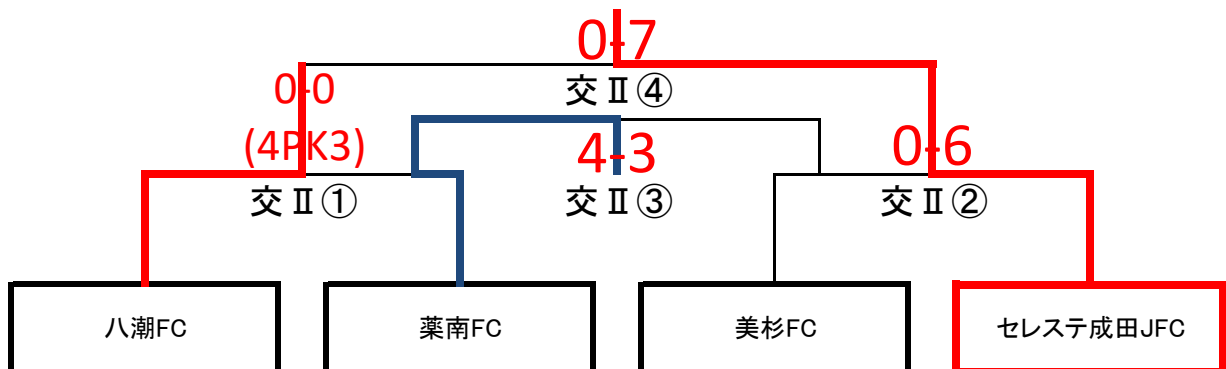 0-7
交Ⅱ④
0-0
(4PK3)
交Ⅱ①
4-3
交Ⅱ③
0-6
交Ⅱ②
八潮FC
薬南FC
美杉FC
セレステ成田JFC